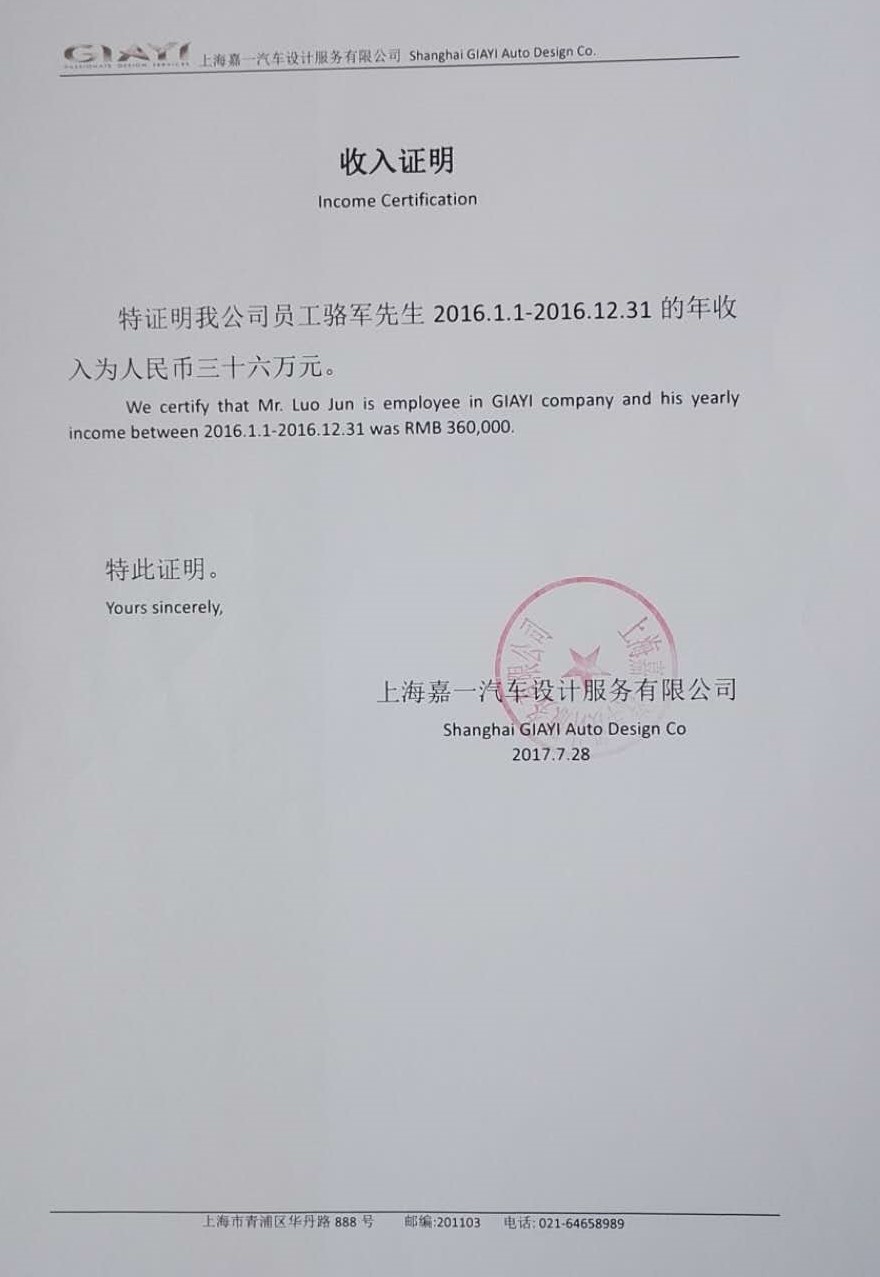 GIAYI 上海嘉一汽车设计服务有限公司 Shanghai GIAYI Auto Design Co.
PASSIONATE DESIGN SERVICES
收入证明
Income Certification
特证明我公司员工骆军先生 2016.1.1-2016.12.31 的年收
入为人民币三十六万元。
We certify that Mr. Luo Jun is employee in GIAYI company and his yearly
income between 2016.1.1-2016.12.31 was RMB 360,000.
特此证明。
Yours sincerely,
上海嘉
有限公司
上海嘉一汽车设计服务有限公司
Shanghai GIAYI Auto Design Co
2017.7.28
上海市青浦区华丹路 888 号 邮编:201103 电话: 021-64658989